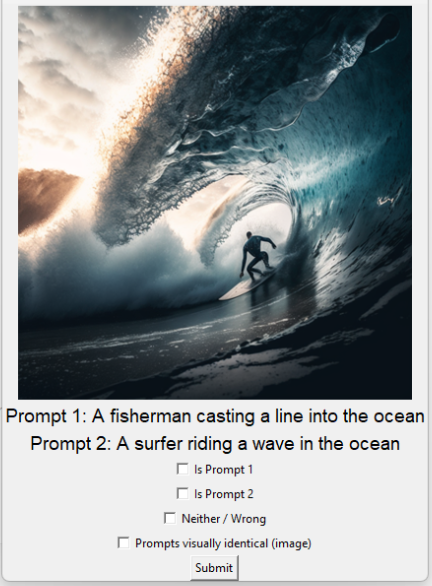 Prompt 1: A fisherman casting a line into the ocean
Prompt 2: A surfer riding a wave in the ocean
Is Prompt 1
Is Prompt 2
Neither / Wrong
Prompts visually identical (image)
Submit